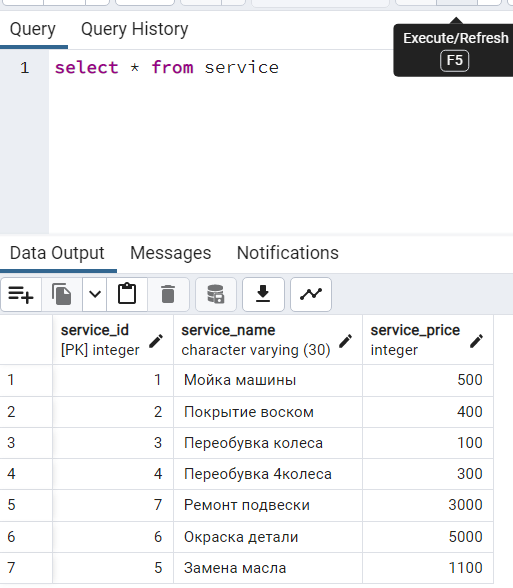 Query Query History
Execute/Refresh
F5
1 select * from service
Data Output Messages Notifications
service_id service_name service_price
[PK] integer character varying (30) integer
1 1 Мойка машины 500
2 2 Покрытие воском 400
3 3 Переобувка колеса 100
4 4 Переобувка 4колеса 300
5 7 Ремонт подвески 3000
6 6 Окраска детали 5000
7 5 Замена масла 1100